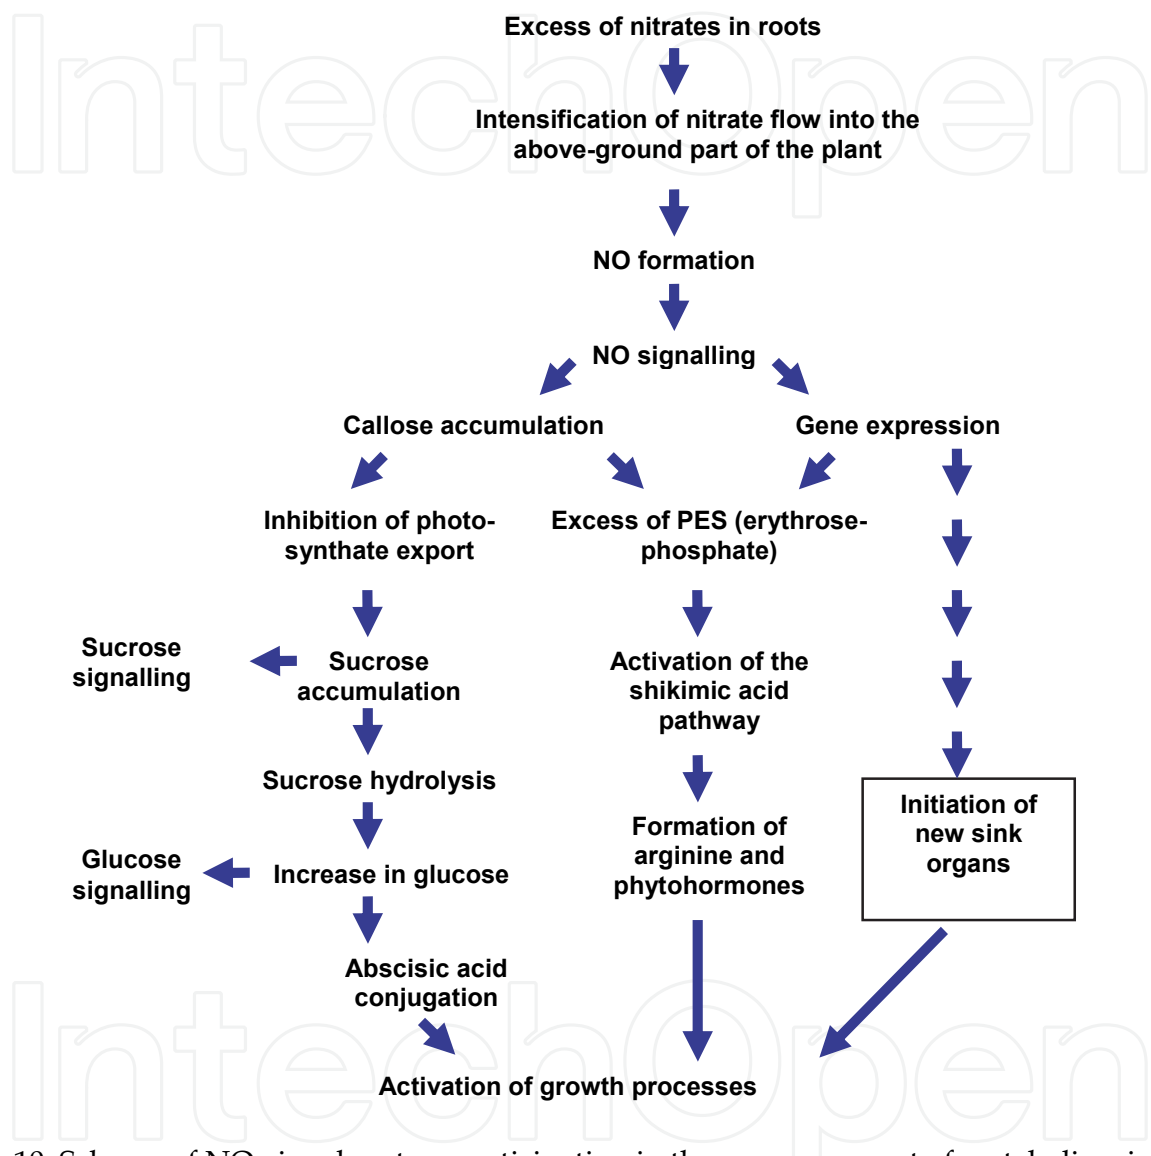 IntechOpen
Excess of nitrates in roots
Intensification of nitrate flow into the
above-ground part of the plant
NO formation
NO signalling
Callose accumulation
Gene expression
Inhibition of photo-
synthate export
Excess of PES (erythrose-
phosphate)
Sucrose
signalling
Sucrose
accumulation
Activation of the
shikimic acid
pathway
Sucrose hydrolysis
Initiation of
new sink
organs
Formation of
arginine and
phytohormones
Glucose
signalling
Increase in glucose
Abscisic acid
conjugation
Activation of growth processes
IntechOpen